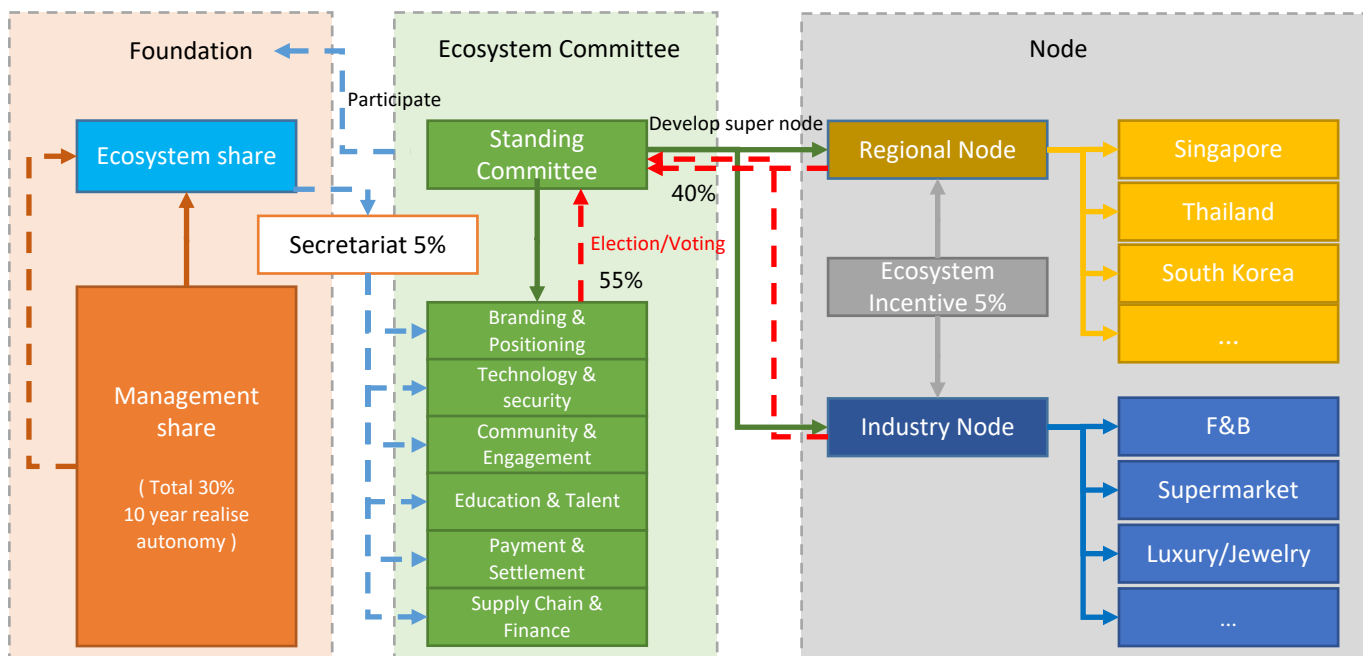 Foundation
Ecosystem Committee
Node
Participate
Ecosystem share
Standing
Committee
Develop super node
Regional Node
Singapore
40%
Thailand
Secretariat 5%
Election/Voting
55%
Ecosystem
Incentive 5%
South Korea
...
Management
share
( Total 30%
10 year realise
autonomy )
Branding &
Positioning
Technology &
security
Community &
Engagement
Education & Talent
Payment &
Settlement
Supply Chain &
Finance
Industry Node
F&B
Supermarket
Luxury/Jewelry
...